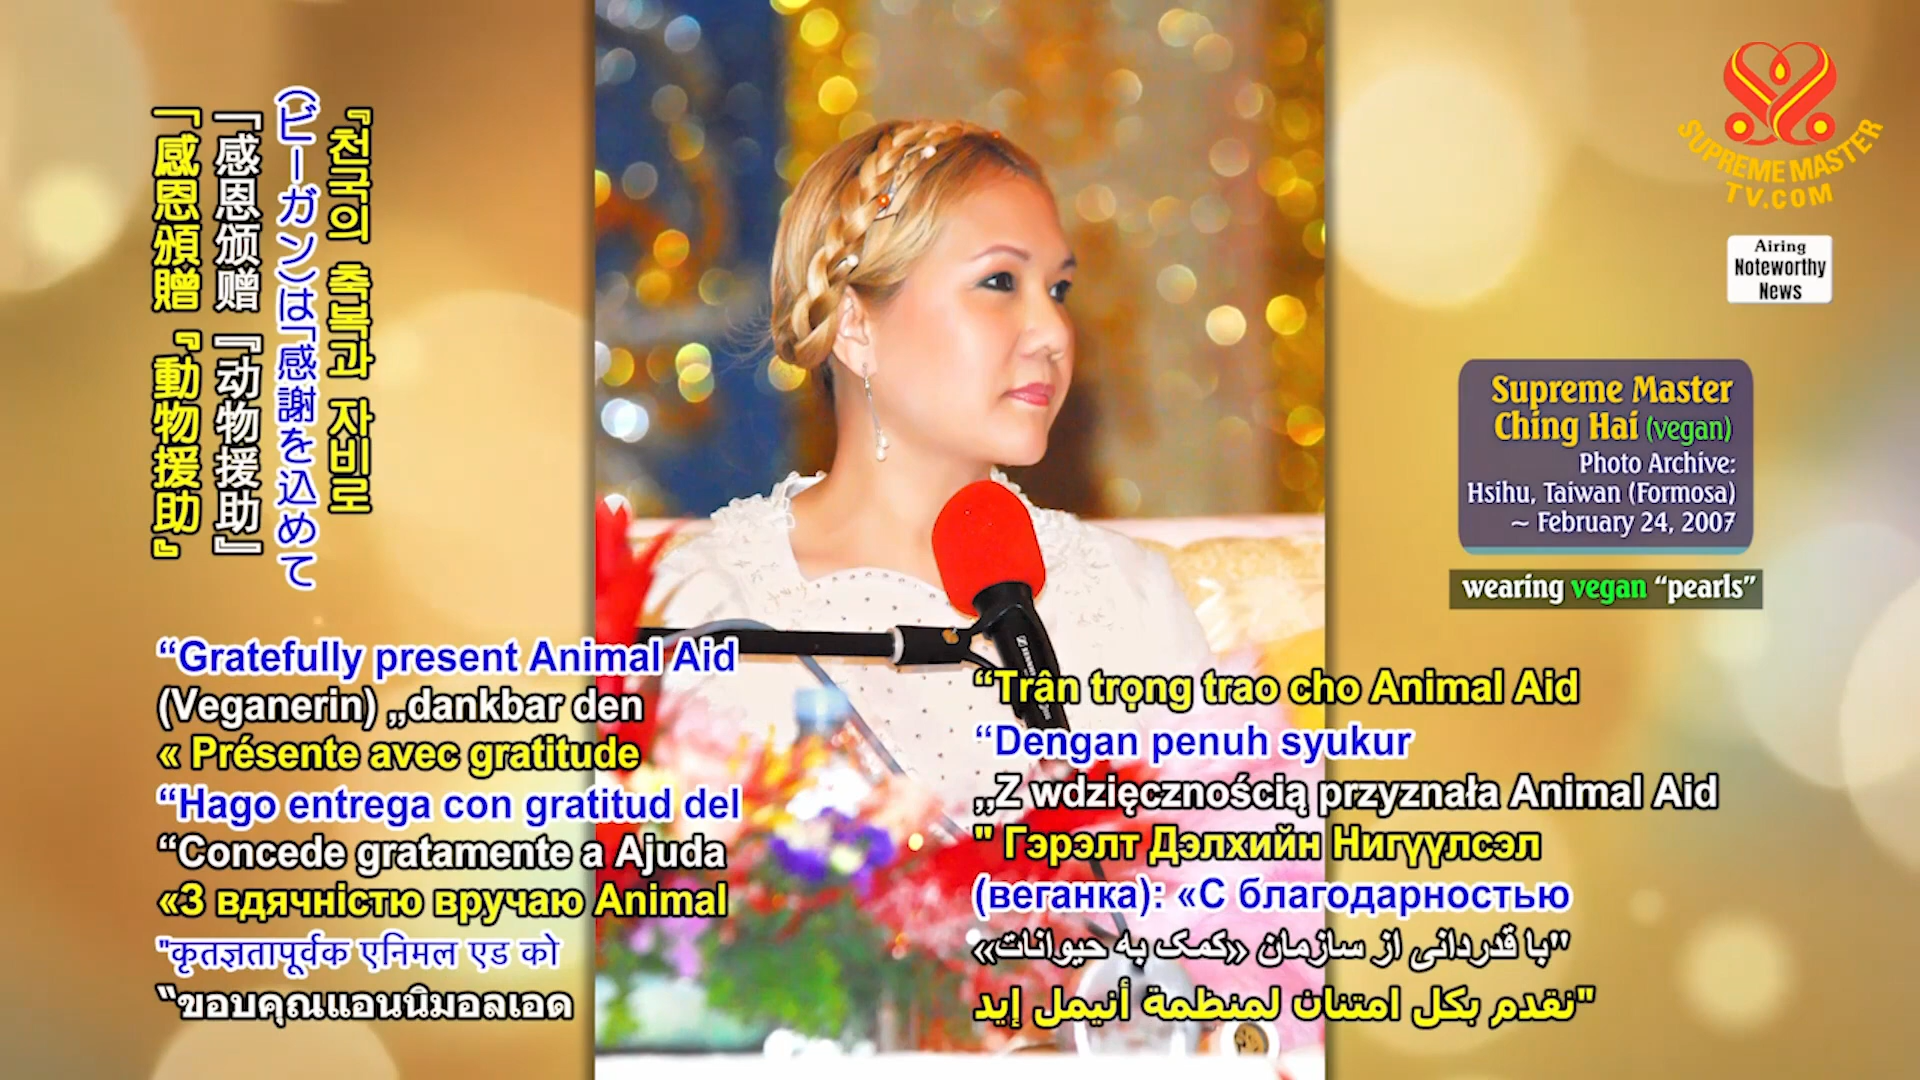 『천국의 축복과 자비로
(ビーガン)は「感謝を込めて
「感恩颁赠『动物援助』
「感恩頒贈『動物援助』
“Gratefully present Animal Aid
(Veganerin) „dankbar den
« Présente avec gratitude
“Hago entrega con gratitud del
“Concede gratamente a Ajuda
«З вдячністю вручаю Animal
"कृतज्ञतापूर्वक एनिमल एड को
“ขอบคุณแอนนิมอลเอด
“Trân trọng trao cho Animal Aid
“Dengan penuh syukur
„Z wdzięcznością przyznała Animal Aid
" Гэрэлт Дэлхийн Нигүүлсэл
(веганка): «С благодарностью
"با قدردانی از سازمان «کمک به حیوانات»
"نقدم بكل امتنان لمنظمة أنيمل إيد
SUPREME MASTER
TV.COM
Airing
Noteworthy
News
Supreme Master
Ching Hai (vegan)
Photo Archive:
Hsihu, Taiwan (Formosa)
~ February 24, 2007
wearing vegan “pearls”